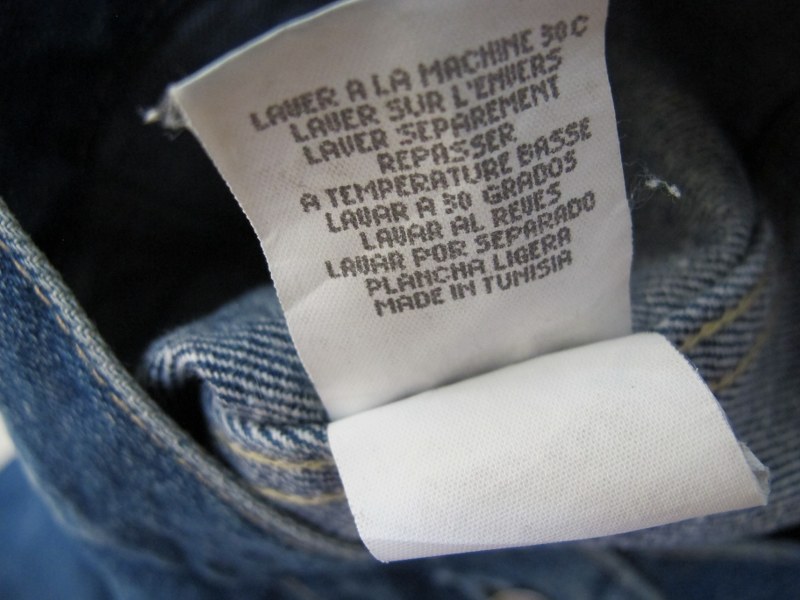 LAVER A LA MACHINE 30 C
LAVER SUR L'ENVERS
LAVER SEPAREMENT
REPASSER
A TEMPERATURE BASSE
LAVAR A 30 GRADOS
LAVAR AL REVES
LAVAR POR SEPARADO
PLANCHA LIGERA
MADE IN TUNISIA